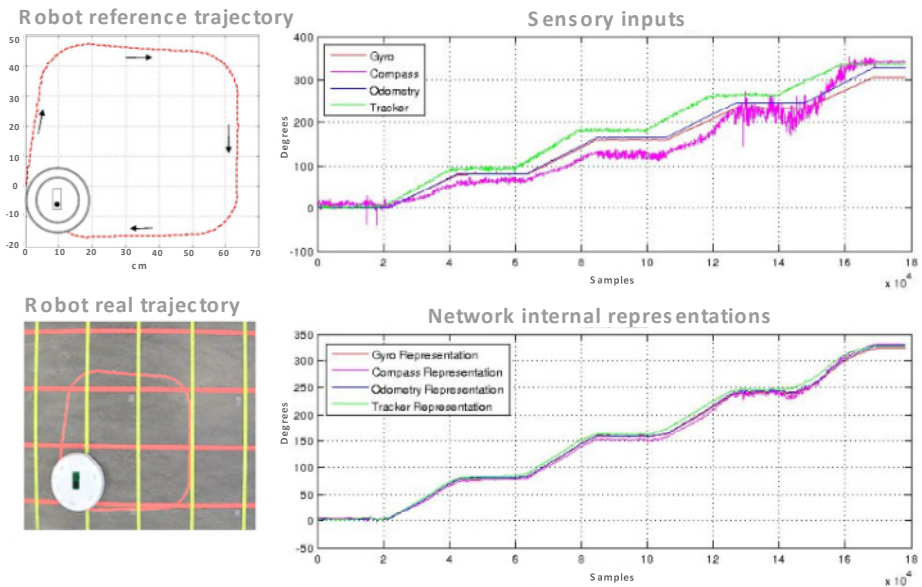 Robot reference trajectory
50
40
30
20
10
0
-10
-20
0 10 20 30 40 50 60 70
cm
Sensory inputs
400
300
200
100
0
-100
Degrees
Gyro
Compass
Odometry
Tracker
0 2 4 6 8 10 12 14 16 18
Samples
x 10^4
Robot real trajectory
Network internal representations
350
300
250
200
150
100
50
0
-50
Degrees
Gyro Representation
Compass Representation
Odometry Representation
Tracker Representation
0 2 4 6 8 10 12 14 16 18
Samples
x 10^4